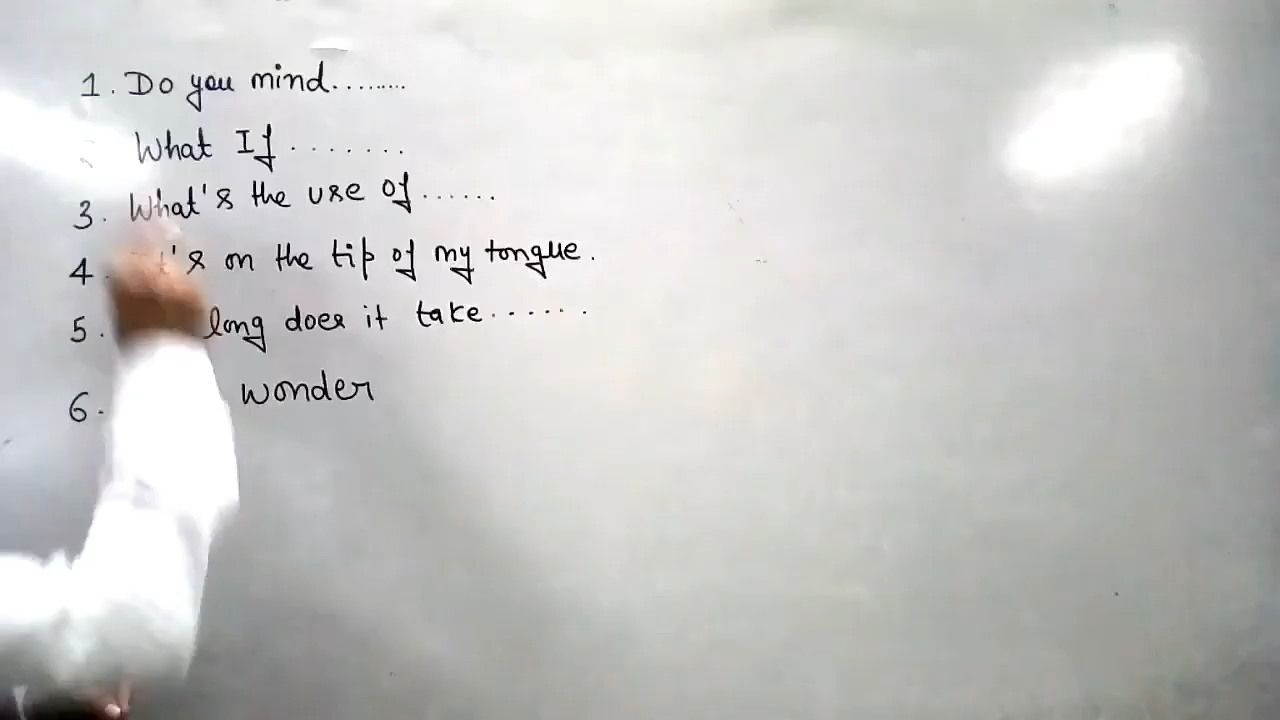 1. Do you mind........
What If .......
3. What's the use of ......
4. 's on the tip of my tongue.
5. long does it take ......
6. wonder